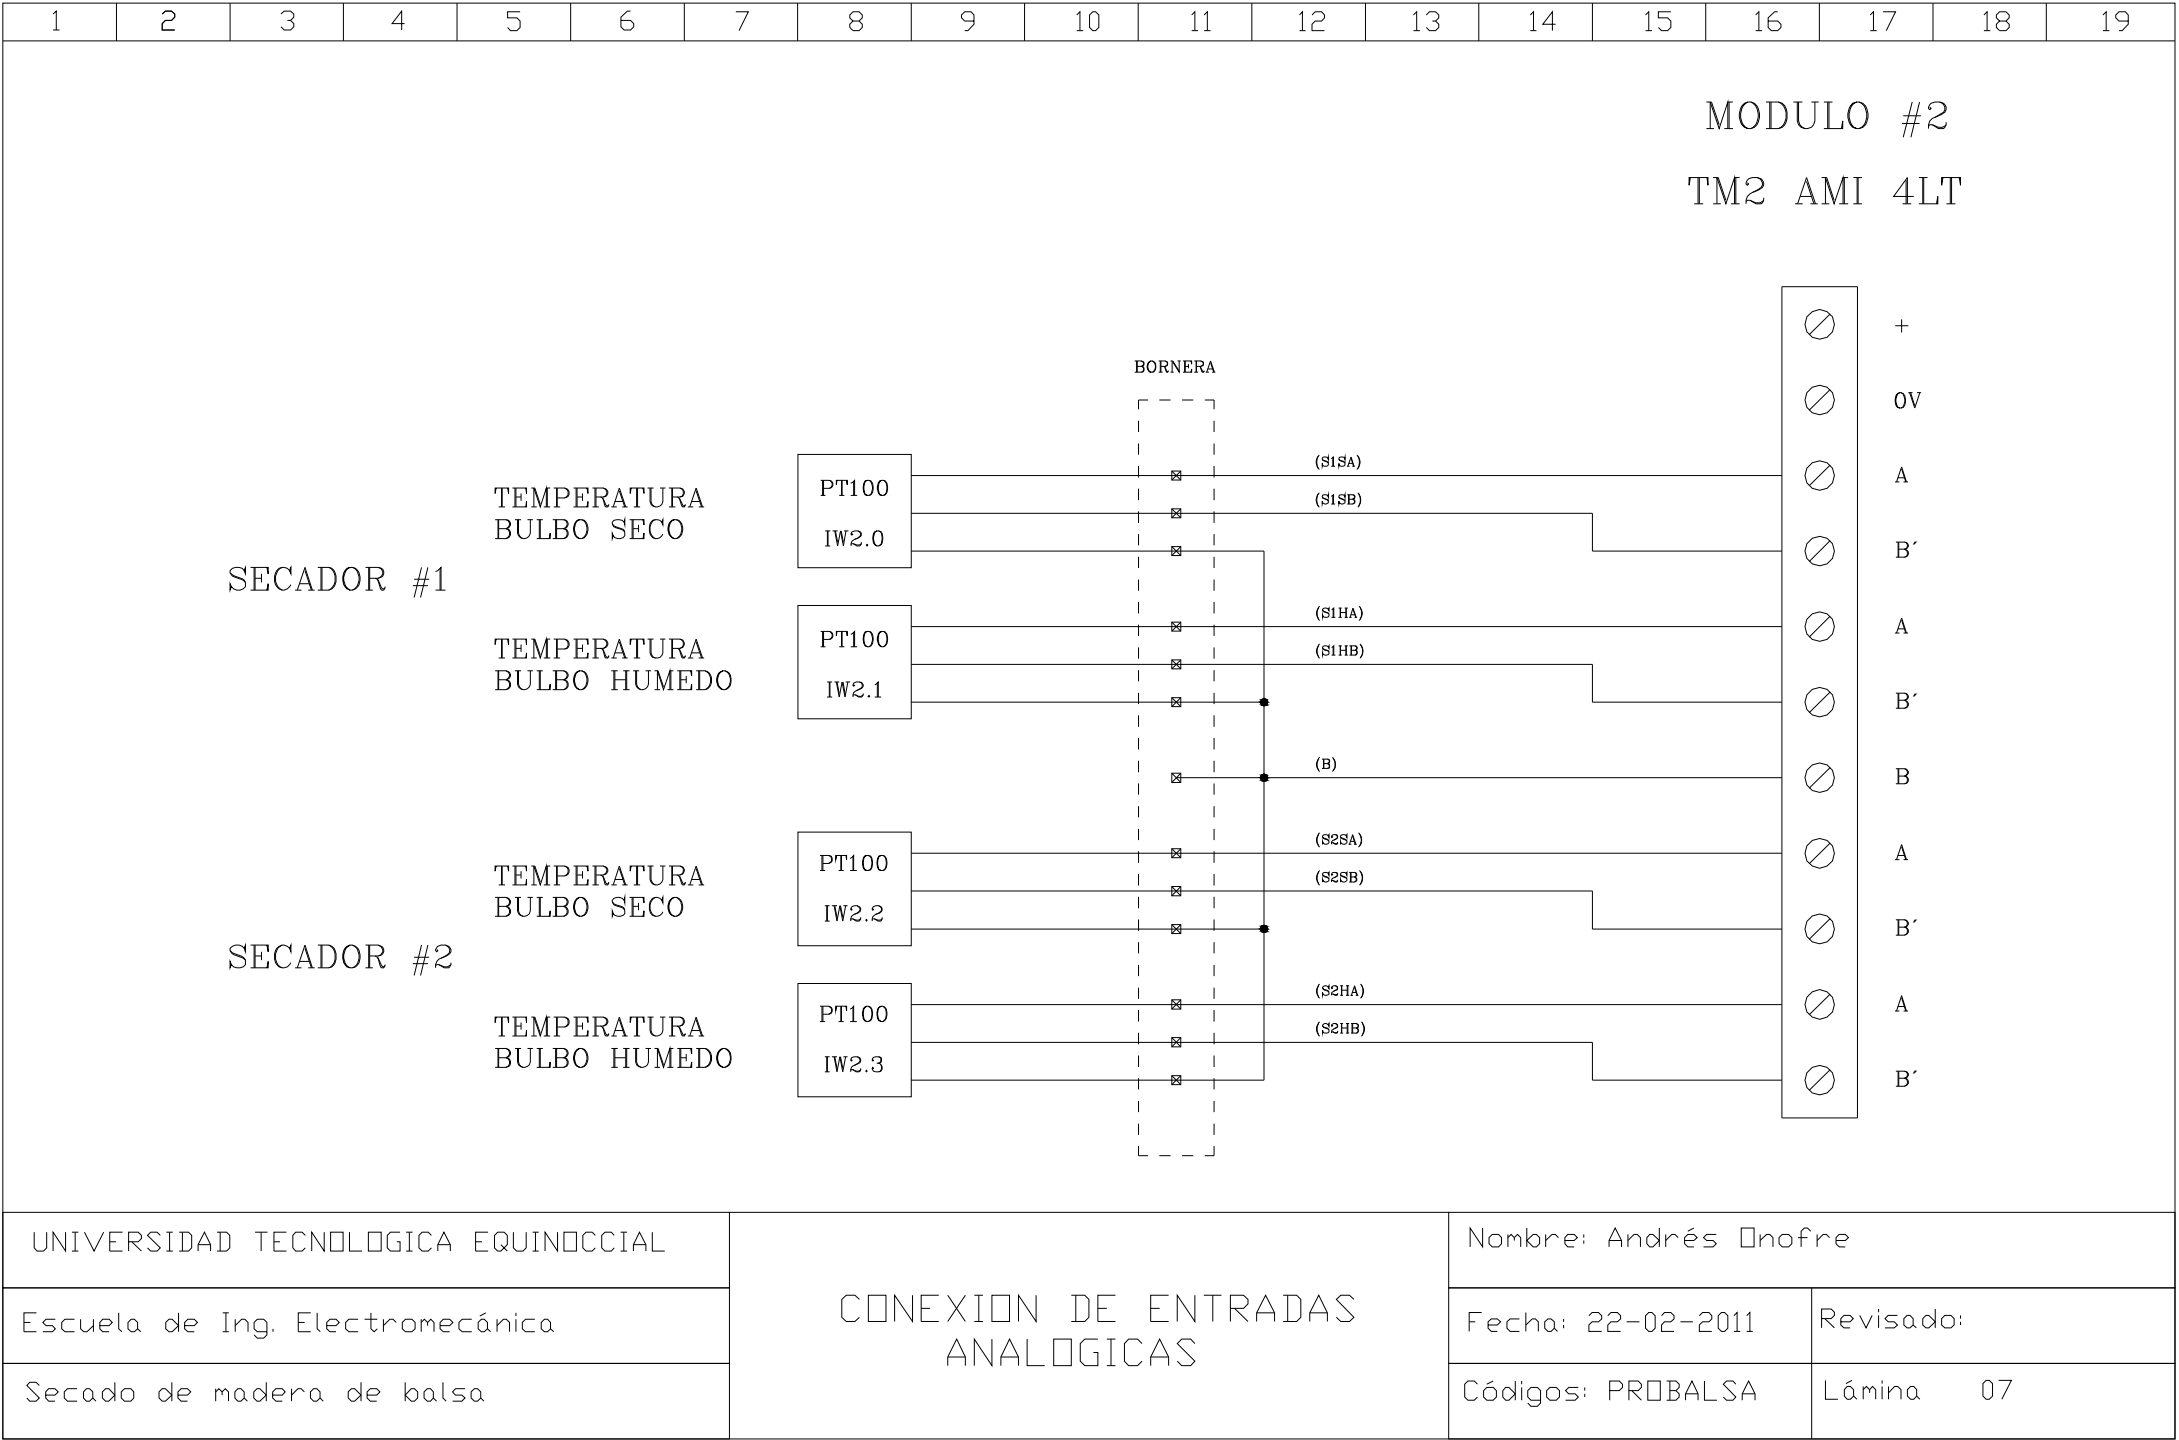 1 2 3 4 5 6 7 8 9 10 11 12 13 14 15 16 17 18 19
MODULO #2
TM2 AMI 4LT
+
BORNERA
0V
(S1SA)
A
PT100
TEMPERATURA
(S1SB)
BULBO SECO
IW2.0
B´
SECADOR #1
(S1HA)
A
PT100
TEMPERATURA
(S1HB)
BULBO HUMEDO
IW2.1
B´
(B)
B
(S2SA)
A
PT100
TEMPERATURA
(S2SB)
BULBO SECO
IW2.2
B´
SECADOR #2
(S2HA)
A
PT100
TEMPERATURA
(S2HB)
BULBO HUMEDO
IW2.3
B´
UNIVERSIDAD TECNOLOGICA EQUINOCCIAL
Escuela de Ing. Electromecánica
Secado de madera de balsa
CONEXION DE ENTRADAS
ANALOGICAS
Nombre: Andrés Onofre
Fecha: 22-02-2011
Revisado:
Códigos: PROBALSA
Lámina 07